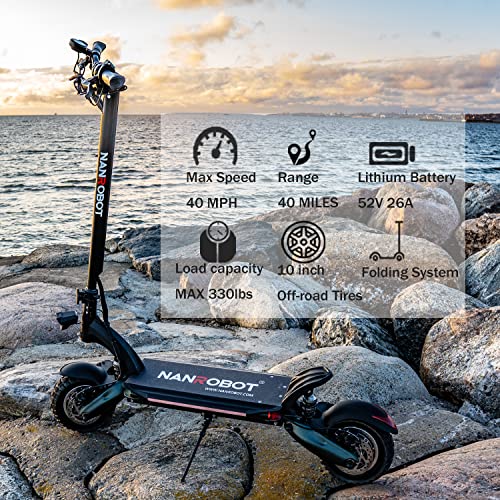 NANROBOT
Max Speed
40 MPH
Range
40 MILES
Lithium Battery
52V 26A
Load capacity
MAX 330lbs
10 inch
Off-road Tires
Folding System
NANROBOT®
WWW.NANROBOT.COM